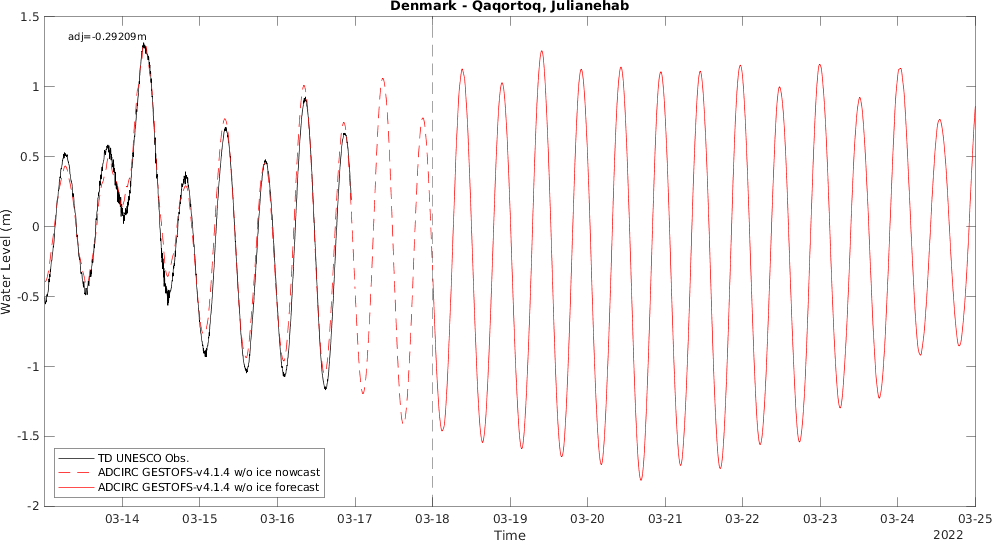 Denmark - Qaqortoq, Julianehab
adj=-0.29209m
1.5
1
0.5
0
-0.5
-1
-1.5
-2
Water Level (m)
TD UNESCO Obs.
ADCIRC GESTOFS-v4.1.4 w/o ice nowcast
ADCIRC GESTOFS-v4.1.4 w/o ice forecast
03-14 03-15 03-16 03-17 03-18 03-19 03-20 03-21 03-22 03-23 03-24 03-25
Time
2022